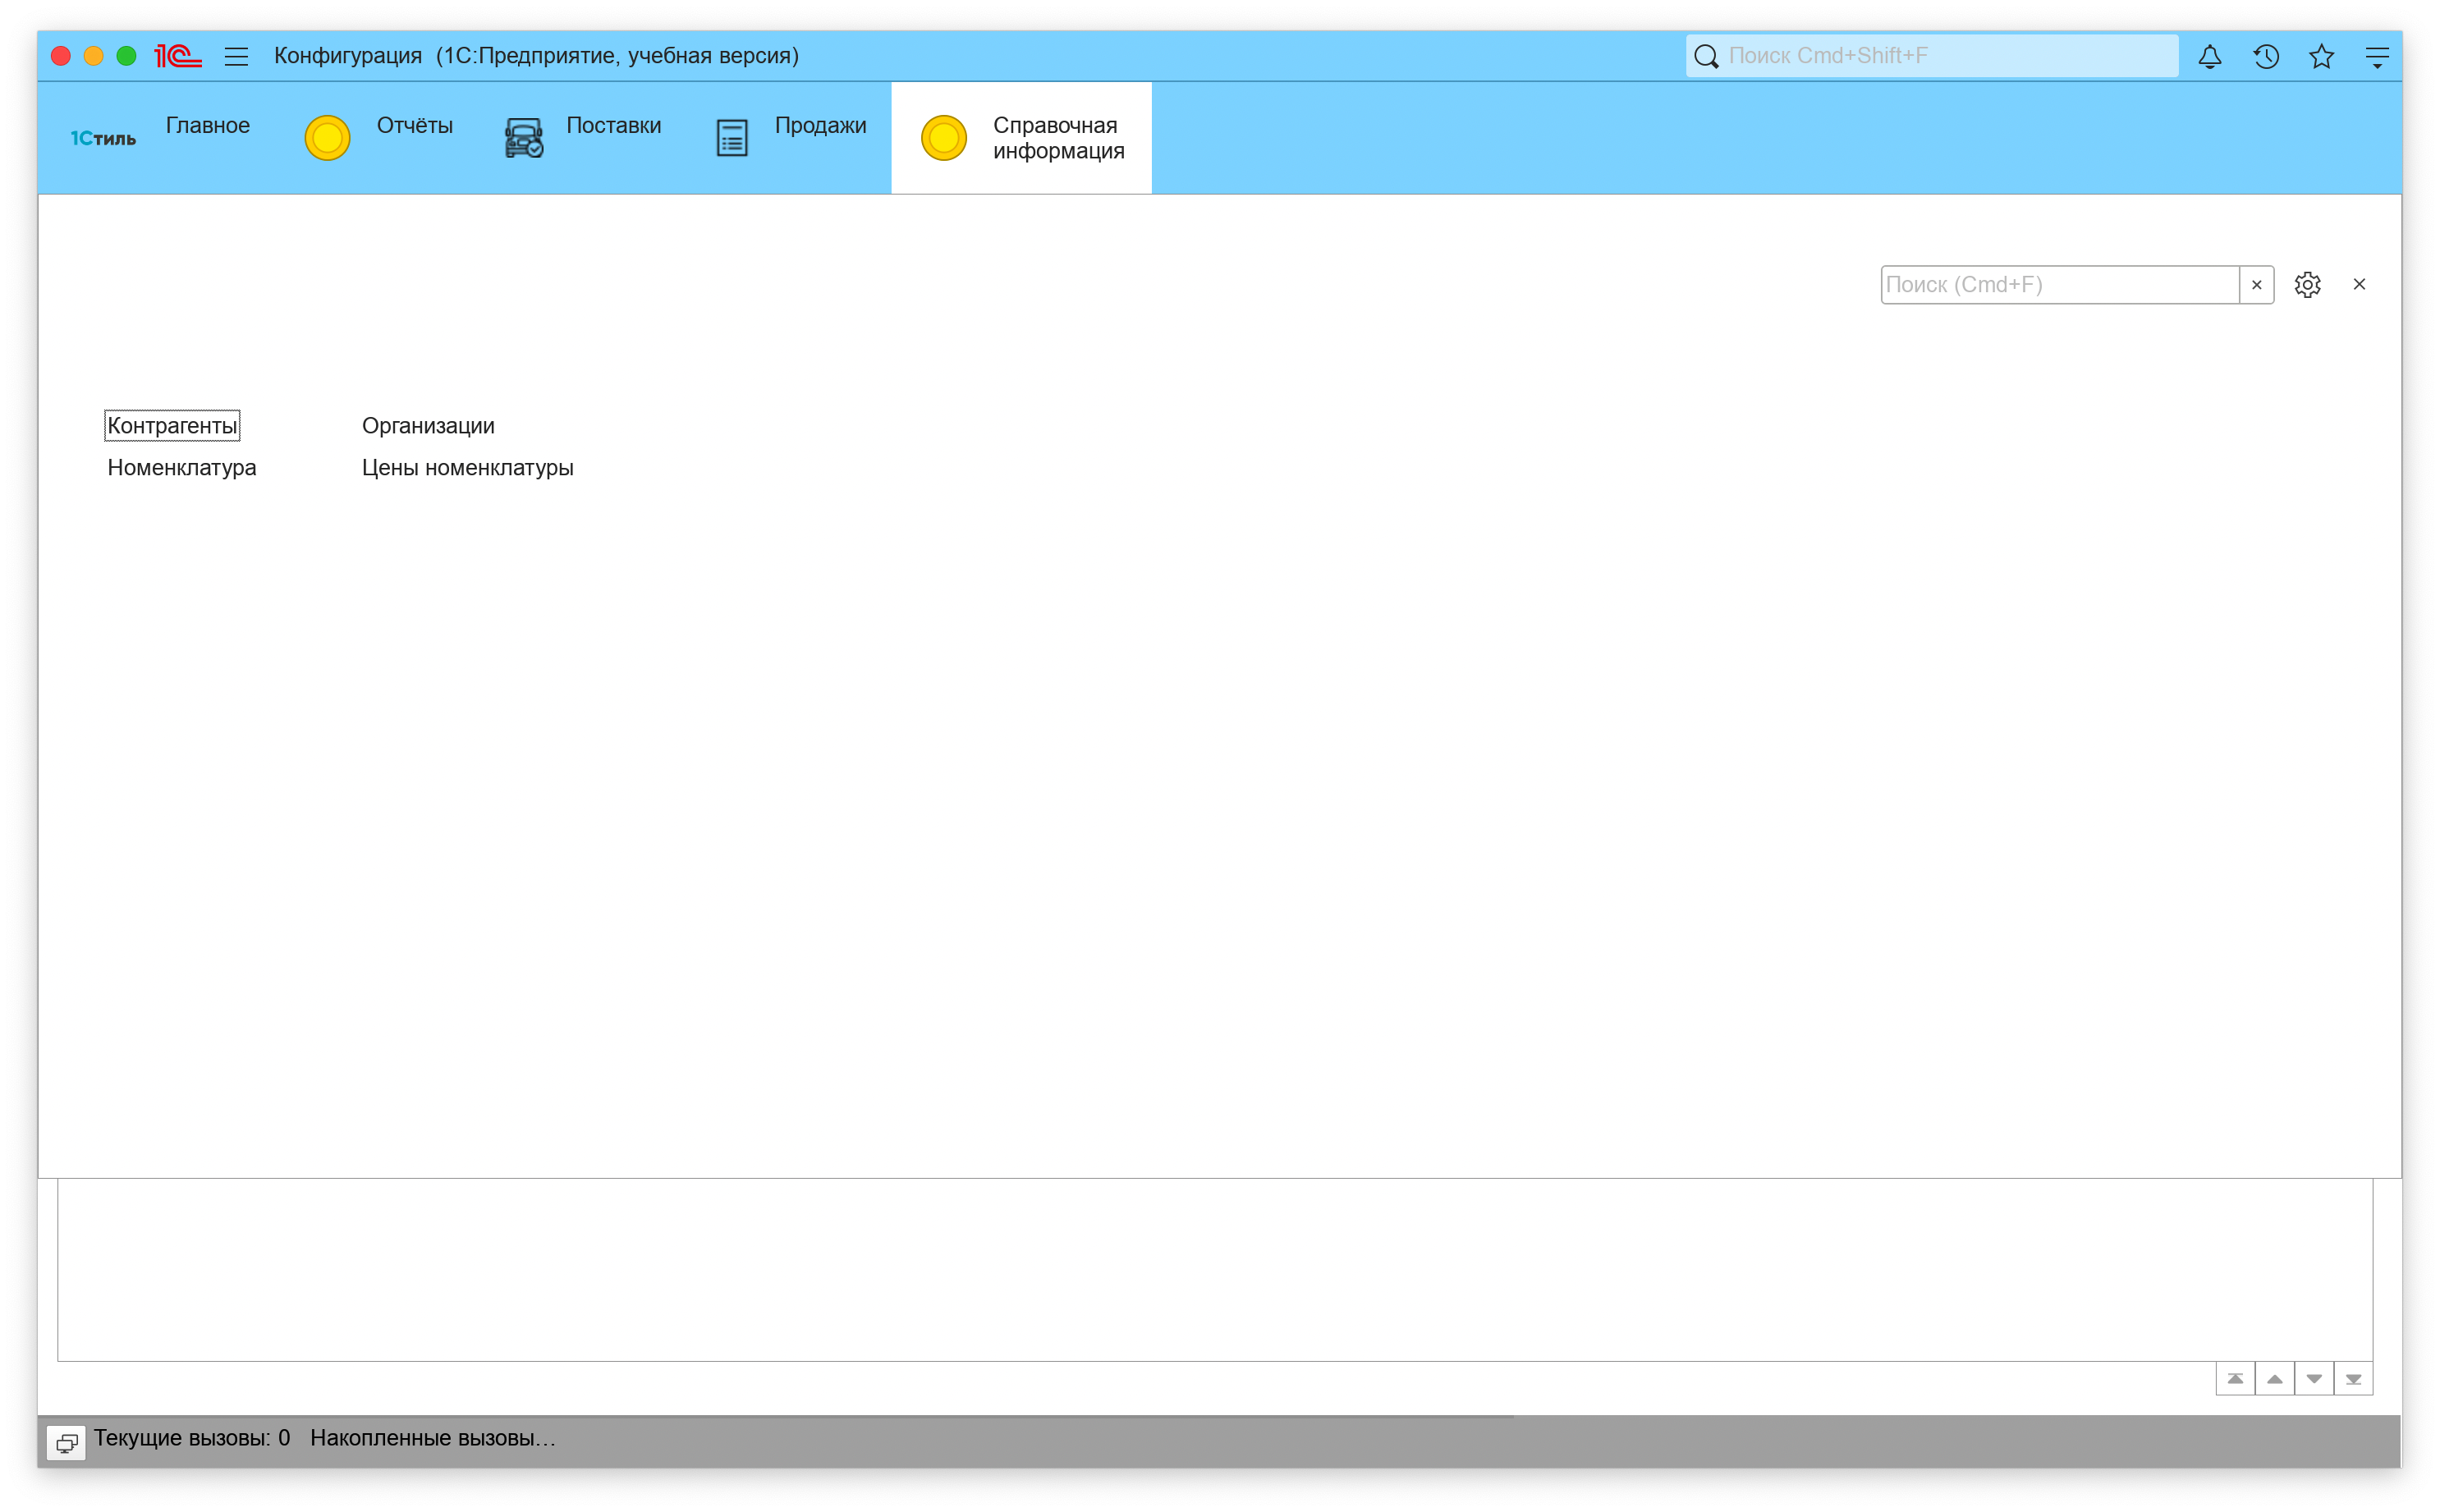 1С Конфигурация (1С:Предприятие, учебная версия) Поиск Cmd+Shift+F
1Стиль Главное Отчёты Поставки Продажи Справочная
информация
Поиск (Cmd+F)
Контрагенты Организации
Номенклатура Цены номенклатуры
Текущие вызовы: 0 Накопленные вызовы...